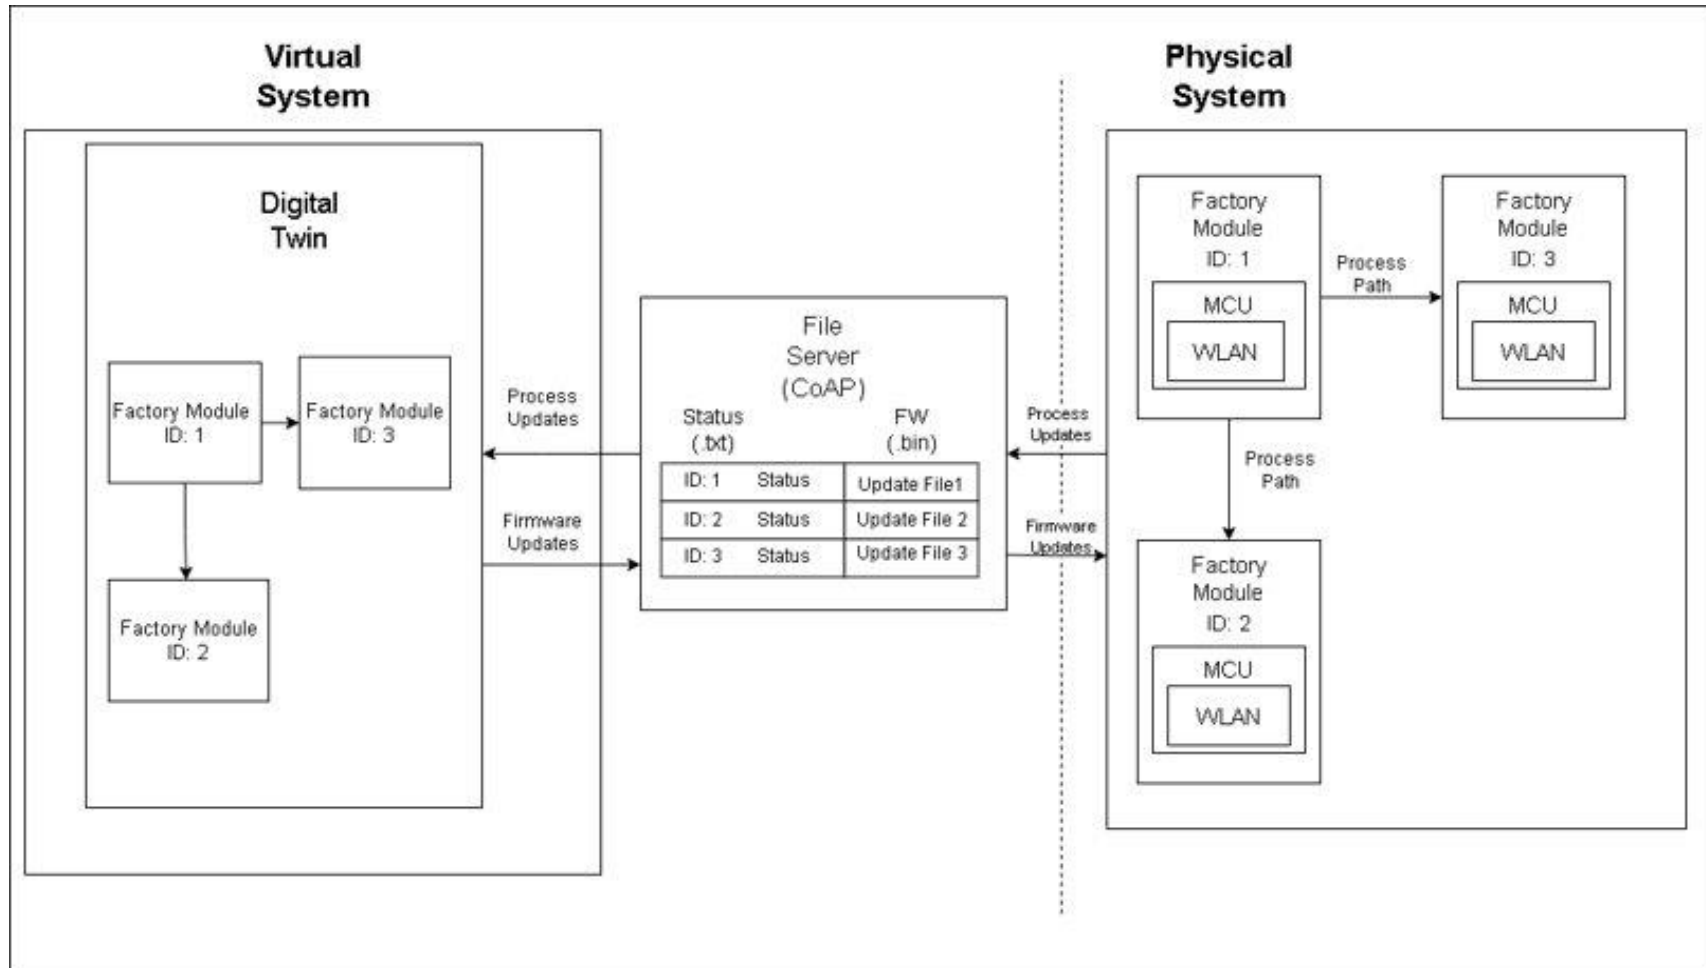 Virtual
System
Physical
System
Digital
Twin
Factory Module
ID: 1
Factory Module
ID: 3
Factory Module
ID: 2
Process
Updates
Firmware
Updates
File
Server
(CoAP)
Status
(.txt)
FW
(.bin)
ID: 1 Status Update File1
ID: 2 Status Update File 2
ID: 3 Status Update File 3
Process
Updates
Firmware
Updates
Factory
Module
ID: 1
MCU
WLAN
Process
Path
Factory
Module
ID: 3
MCU
WLAN
Process
Path
Factory
Module
ID: 2
MCU
WLAN